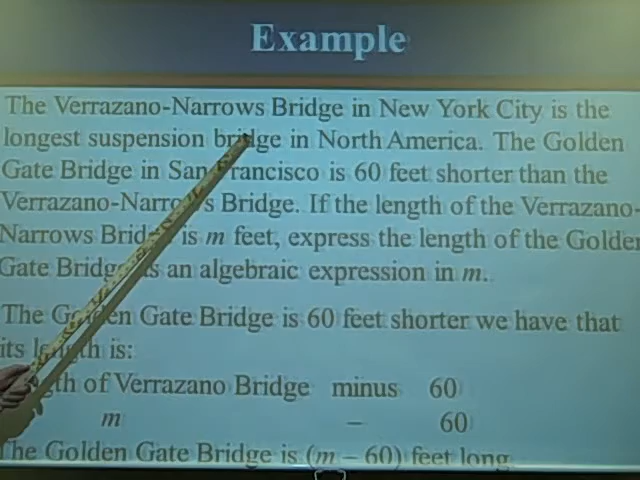 Example
The Verrazano-Narrows Bridge in New York City is the
longest suspension bridge in North America. The Golden
Gate Bridge in San Francisco is 60 feet shorter than the
Verrazano-Narrows Bridge. If the length of the Verrazano-
Narrows Bridge is m feet, express the length of the Golden
Gate Bridge as an algebraic expression in m.
The Golden Gate Bridge is 60 feet shorter we have that
its length is:
Length of Verrazano Bridge minus 60
m – 60
The Golden Gate Bridge is (m – 60) feet long